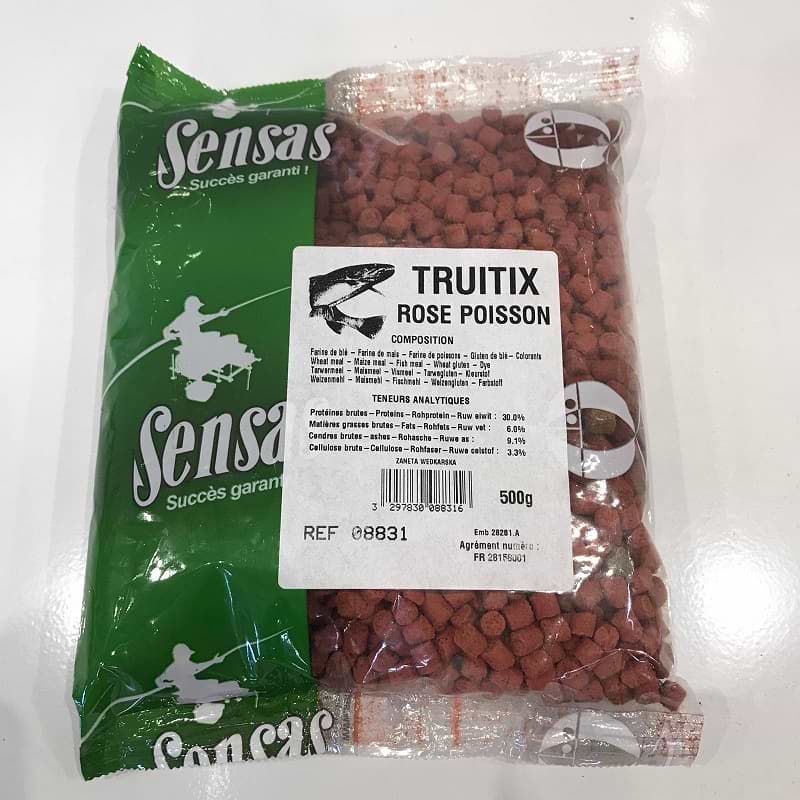 Sensas
Succès garanti !
TRUITIX
ROSE POISSON
COMPOSITION
Farine de blé – Farine de maïs – Farine de poissons – Gluten de blé – Colorants
Wheat meal – Maize meal – Fish meal – Wheat gluten – Dye
Tarwermeel – Maïsmeel – Vismeel – Tarwegluten – Kleurstof
Weizenmehl – Maismehl – Fischmehl – Weizengluten – Farbstoff
TENEURS ANALYTIQUES
Protéines brutes – Proteins – Rohprotein – Ruw eiwit : 30.0%
Matières grasses brutes – Fats – Rohfets – Ruw vet : 6.0%
Cendres brutes – ashes – Rohasche – Ruwe as : 9.1%
Cellulose brute – Cellulose – Rohfaser – Ruwe celstof : 3.3%
ZANETA WEDKARSKA
3 297830 088316
500g
REF 08831
Emb 28281.A
Agrément numéro :
FR 28158001
Sensas
Succès garanti
Sensas